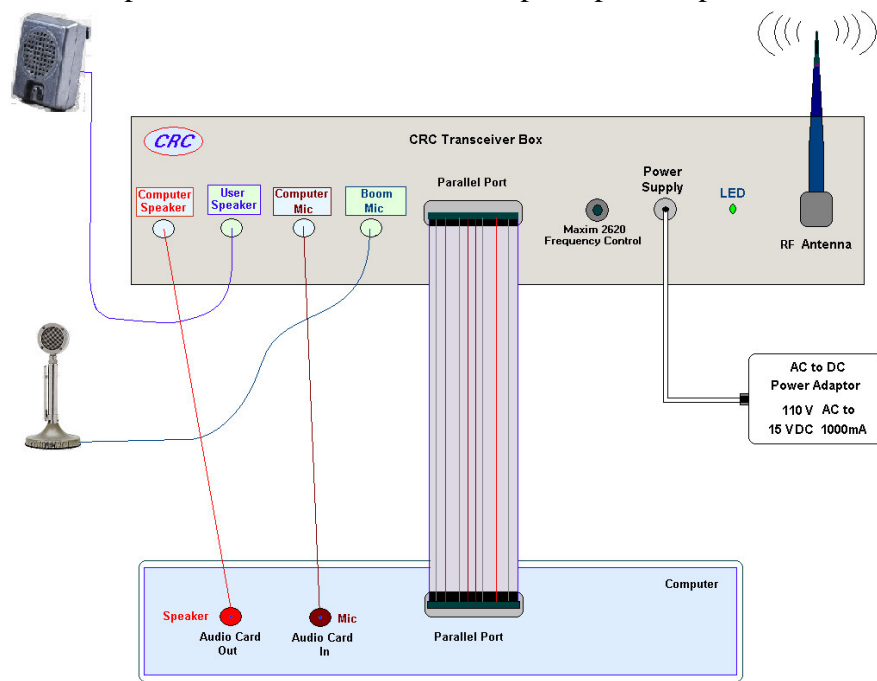 CRC
CRC Transceiver Box
Computer
Speaker
User
Speaker
Computer
Mic
Boom
Mic
Parallel Port
Maxim 2620
Frequency Control
Power
Supply
LED
RF Antenna
AC to DC
Power Adaptor
110 V AC to
15 V DC 1000mA
Computer
Speaker
Audio Card
Out
Mic
Audio Card
In
Parallel Port